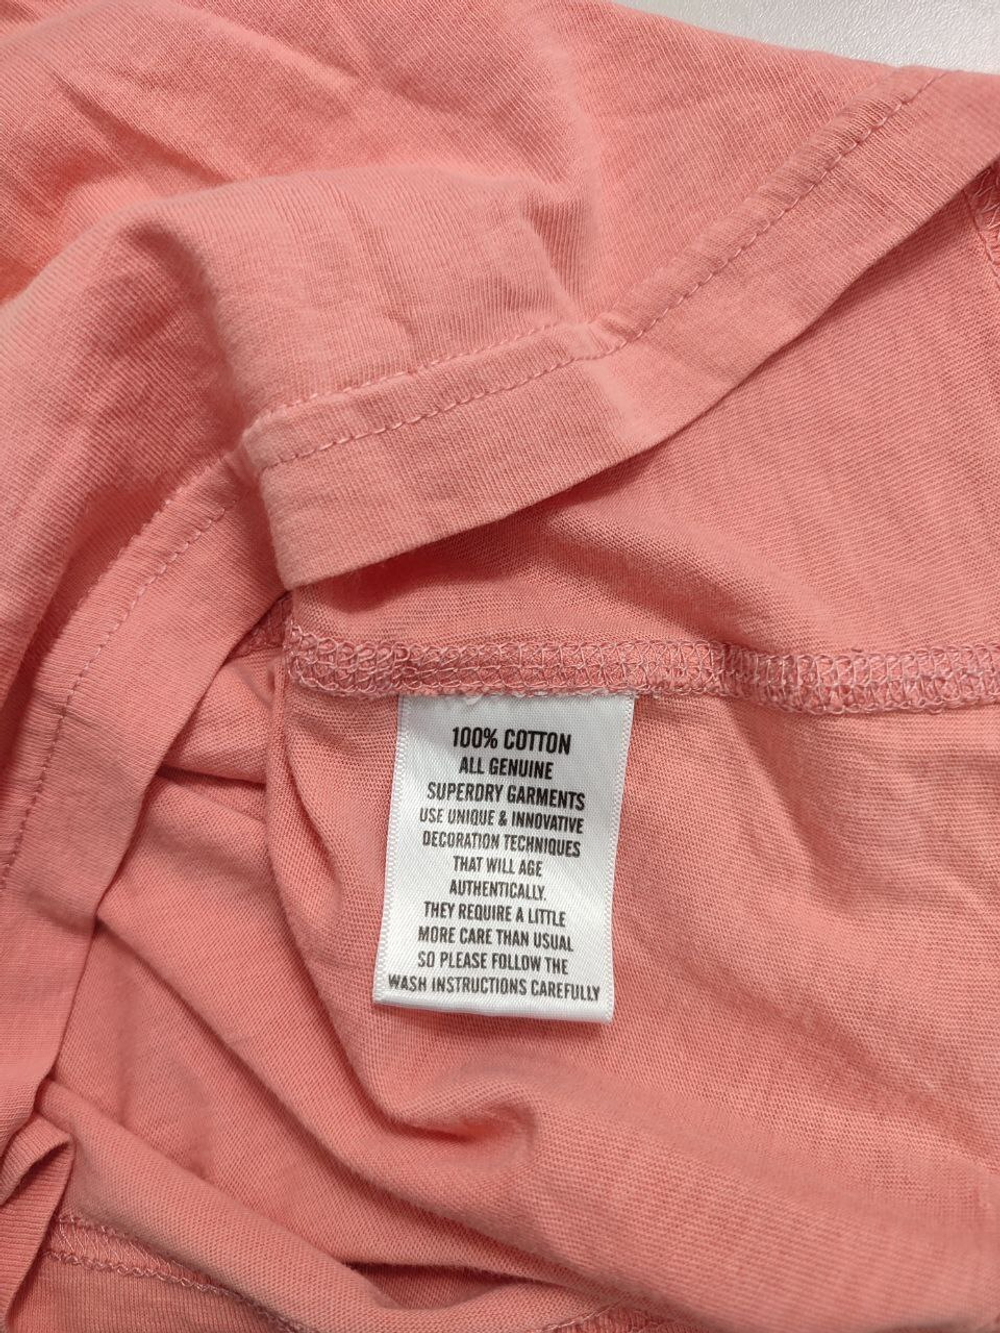 100% COTTON
ALL GENUINE
SUPERDRY GARMENTS
USE UNIQUE & INNOVATIVE
DECORATION TECHNIQUES
THAT WILL AGE
AUTHENTICALLY.
THEY REQUIRE A LITTLE
MORE CARE THAN USUAL
SO PLEASE FOLLOW THE
WASH INSTRUCTIONS CAREFULLY